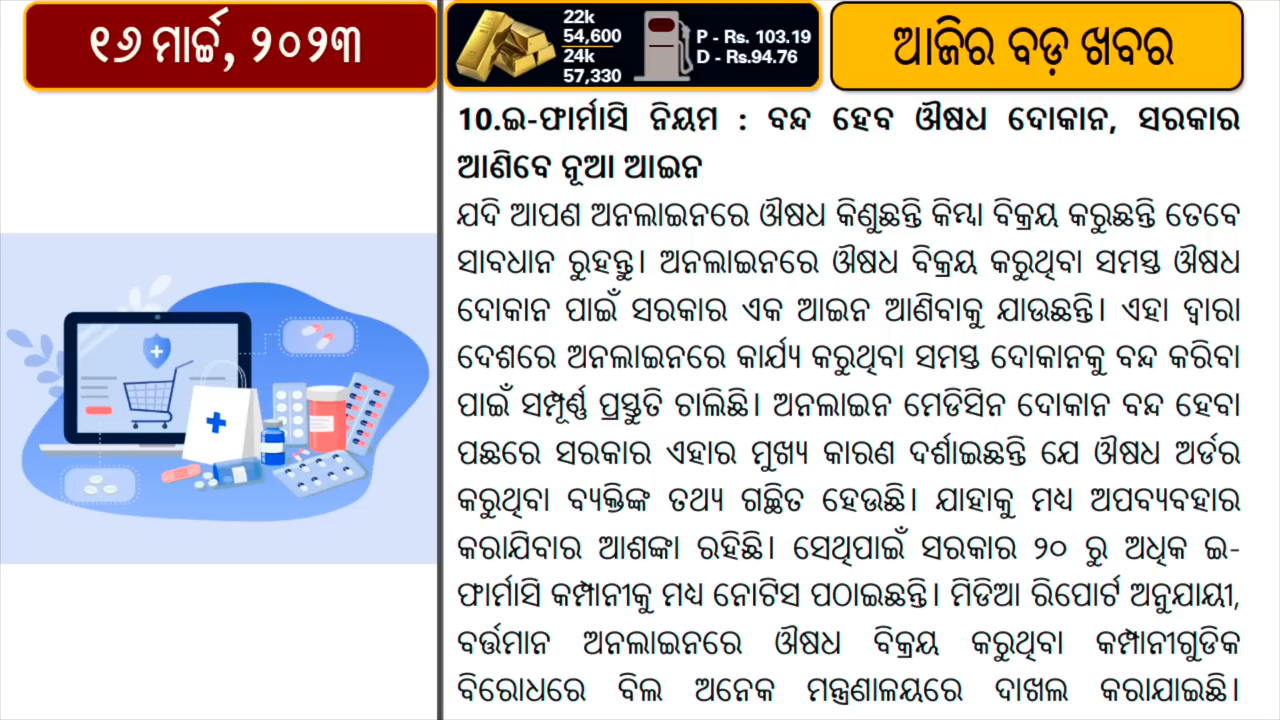 ୧୬ ମାର୍ଚ୍ଚ, ୨୦୨୩
22k
54,600
24k
57,330
P - Rs. 103.19
D - Rs.94.76
ଆଜିର ବଡ଼ ଖବର
10.ଇ-ଫାର୍ମାସି ନିୟମ : ବନ୍ଦ ହେବ ଔଷଧ ଦୋକାନ, ସରକାର
ଆଣିବେ ନୂଆ ଆଇନ
ଯଦି ଆପଣ ଅନଲାଇନରେ ଔଷଧ କିଣୁଛନ୍ତି କିମ୍ବା ବିକ୍ରୟ କରୁଛନ୍ତି ତେବେ
ସାବଧାନ ରୁହନ୍ତୁ। ଅନଲାଇନରେ ଔଷଧ ବିକ୍ରୟ କରୁଥିବା ସମସ୍ତ ଔଷଧ
ଦୋକାନ ପାଇଁ ସରକାର ଏକ ଆଇନ ଆଣିବାକୁ ଯାଉଛନ୍ତି। ଏହା ଦ୍ୱାରା
ଦେଶରେ ଅନଲାଇନରେ କାର୍ଯ୍ୟ କରୁଥିବା ସମସ୍ତ ଦୋକାନକୁ ବନ୍ଦ କରିବା
ପାଇଁ ସମ୍ପୂର୍ଣ୍ଣ ପ୍ରସ୍ତୁତି ଚାଲିଛି। ଅନଲାଇନ ମେଡିସିନ ଦୋକାନ ବନ୍ଦ ହେବା
ପଛରେ ସରକାର ଏହାର ମୁଖ୍ୟ କାରଣ ଦର୍ଶାଇଛନ୍ତି ଯେ ଔଷଧ ଅର୍ଡର
କରୁଥିବା ବ୍ୟକ୍ତିଙ୍କ ତଥ୍ୟ ଗଚ୍ଛିତ ହେଉଛି। ଯାହାକୁ ମଧ୍ୟ ଅପବ୍ୟବହାର
କରାଯିବାର ଆଶଙ୍କା ରହିଛି। ସେଥିପାଇଁ ସରକାର ୨୦ ରୁ ଅଧିକ ଇ-
ଫାର୍ମାସି କମ୍ପାନୀକୁ ମଧ୍ୟ ନୋଟିସ ପଠାଇଛନ୍ତି। ମିଡିଆ ରିପୋର୍ଟ ଅନୁଯାୟୀ,
ବର୍ତ୍ତମାନ ଅନଲାଇନରେ ଔଷଧ ବିକ୍ରୟ କରୁଥିବା କମ୍ପାନୀଗୁଡିକ
ବିରୋଧରେ ବିଲ ଅନେକ ମନ୍ତ୍ରଣାଳୟରେ ଦାଖଲ କରାଯାଇଛି।